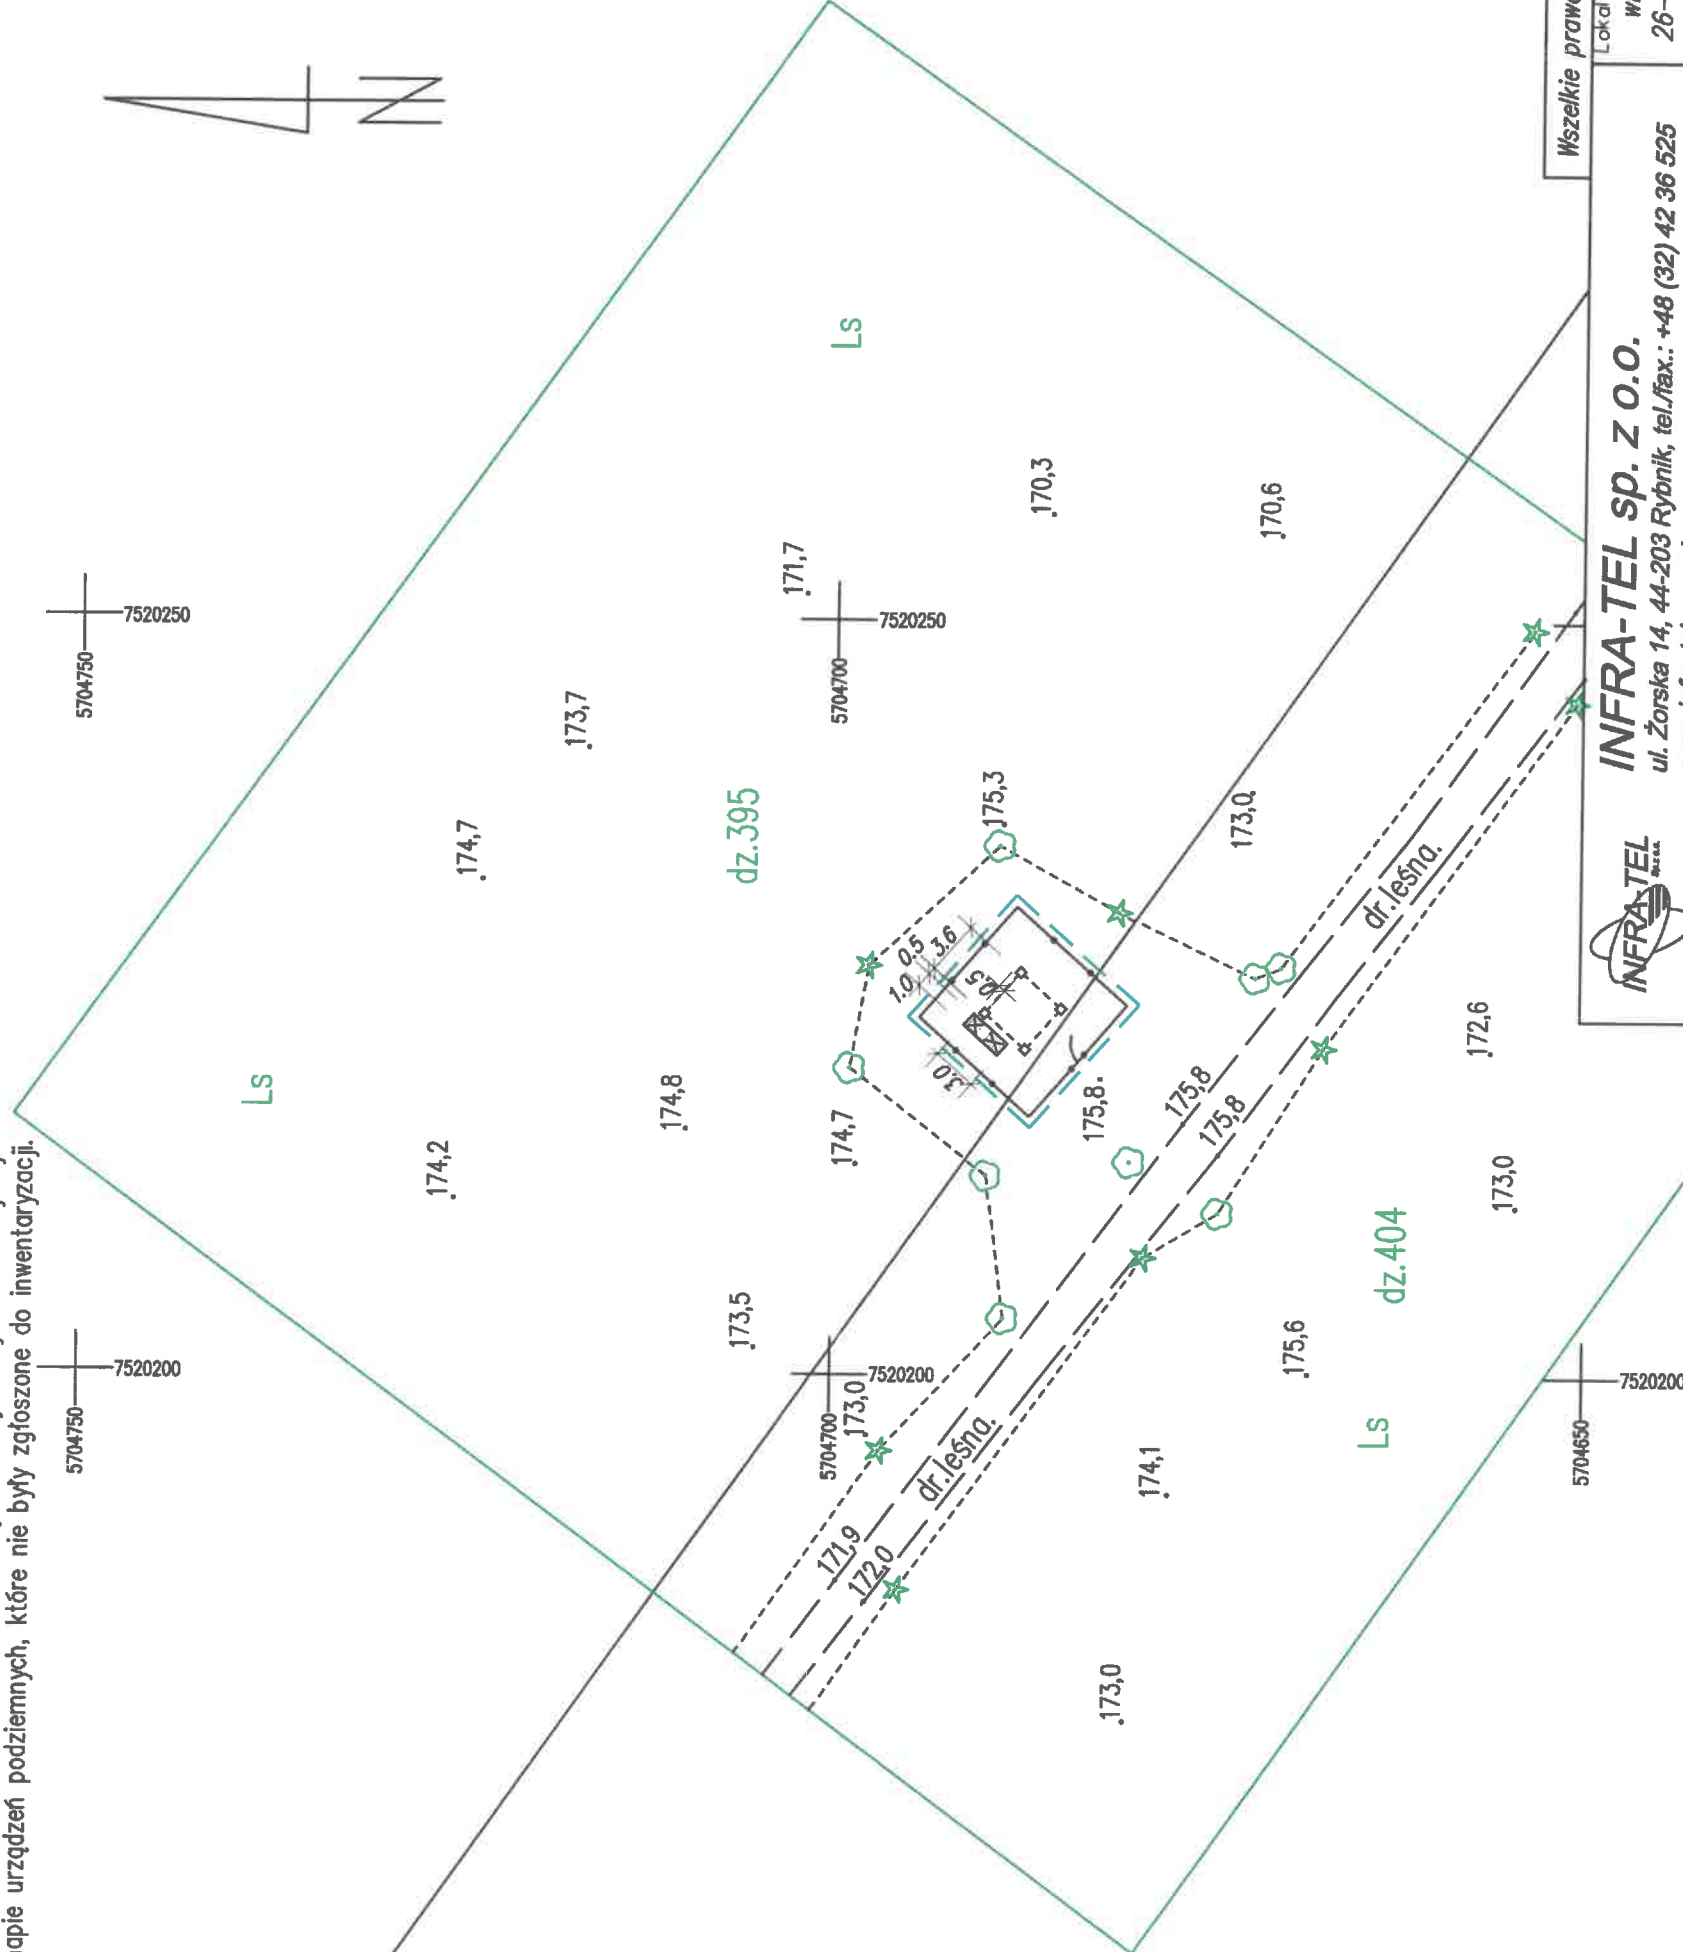 urządzeń podziemnych, które nie były zgłoszone do inwentaryzacji.
N
5704750
7520200
5704750
7520250
Ls
174,2
174,7
173,7
174,8
dz.395
171,7
Ls
173,5
5704700
7520200
173,0
174,7
5704700
7520250
1.0
0.5
3.6
0.5
3.0
175,3
170,3
170,6
175,8
173,0
171,9
172,0
dr.leśna.
175,8
175,8
dr.leśna.
173,0
174,1
175,6
dz.404
Ls
172,6
173,0
5704650
7520200
Wszelkie
Lokal
26-
INFRA-TEL
INFRA-TEL sp. z o.o.
ul. Żorska 14, 44-203 Rybnik, tel./fax.: +48 (32) 42 36 525